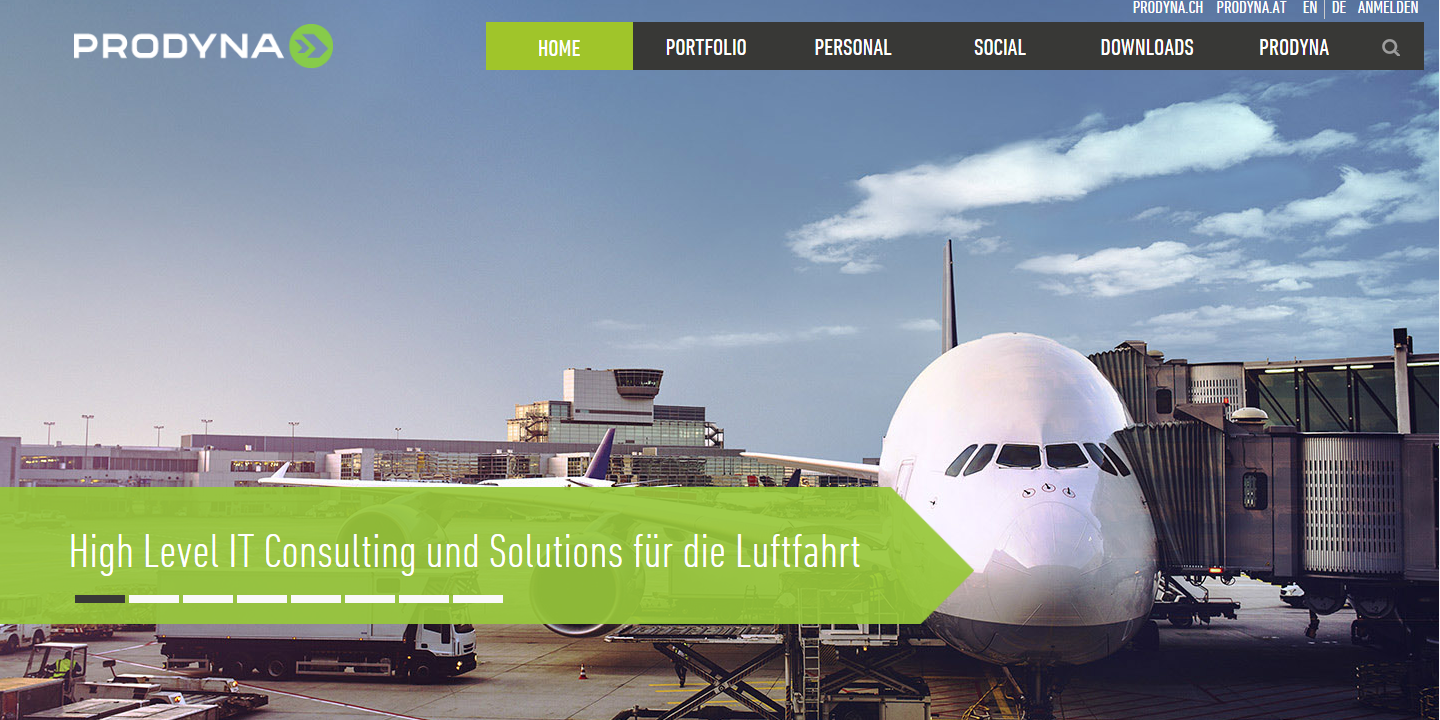 PRODYNA.CH PRODYNA.AT EN DE ANMELDEN
PRODYNA
HOME PORTFOLIO PERSONAL SOCIAL DOWNLOADS PRODYNA
High Level IT Consulting und Solutions für die Luftfahrt